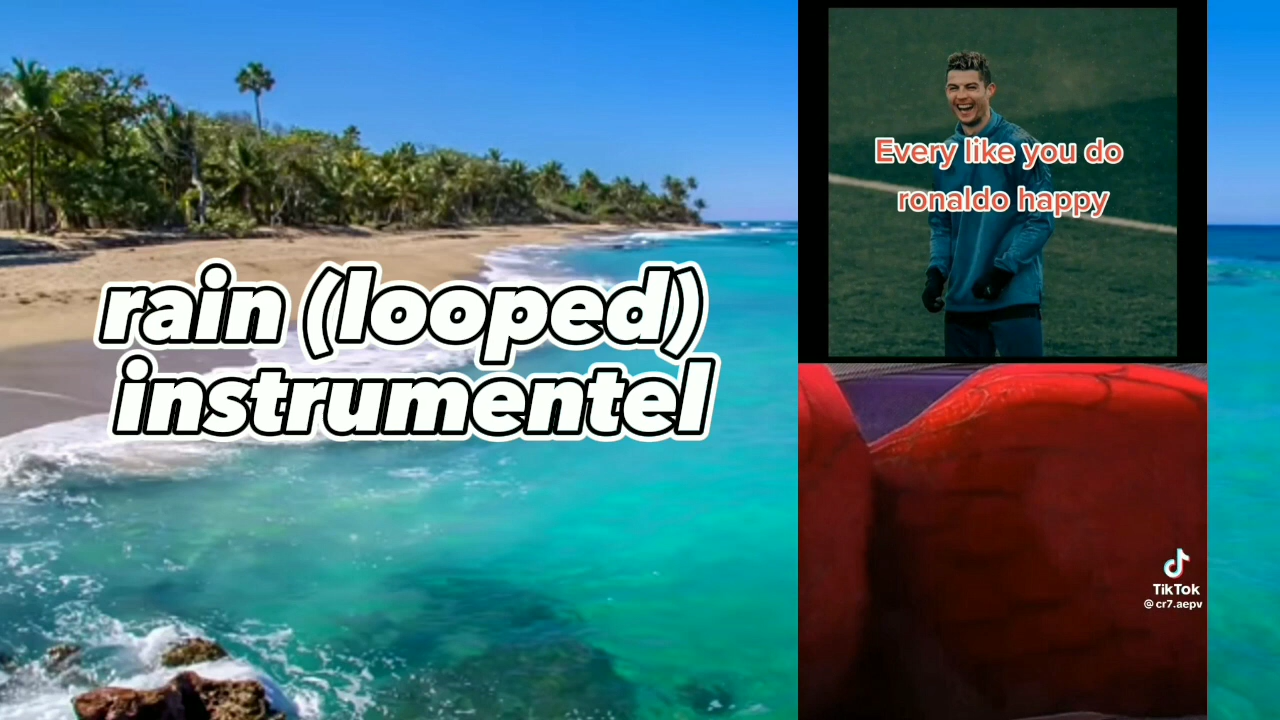 rain (looped)
instrumentel
Every like you do
ronaldo happy
TikTok
@cr7.aepv